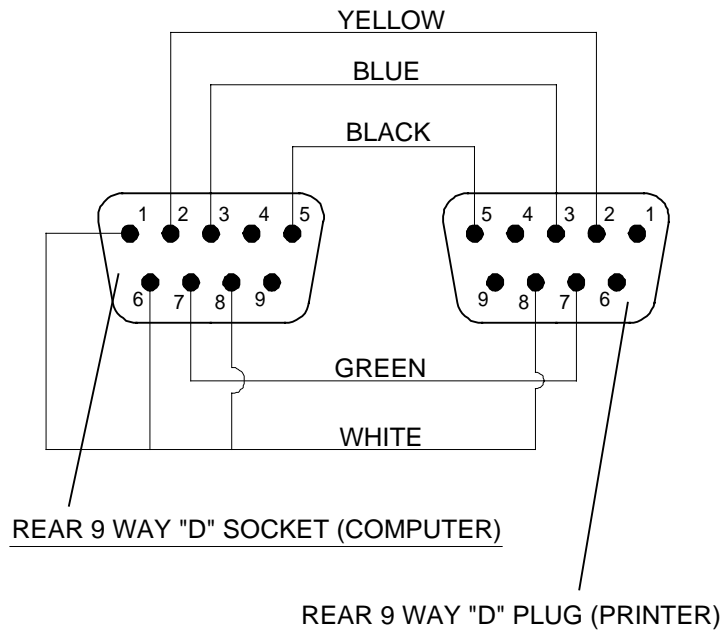 YELLOW
BLUE
BLACK
1 2 3 4 5
5 4 3 2 1
6 7 8 9
9 8 7 6
GREEN
WHITE
REAR 9 WAY "D" SOCKET (COMPUTER)
REAR 9 WAY "D" PLUG (PRINTER)